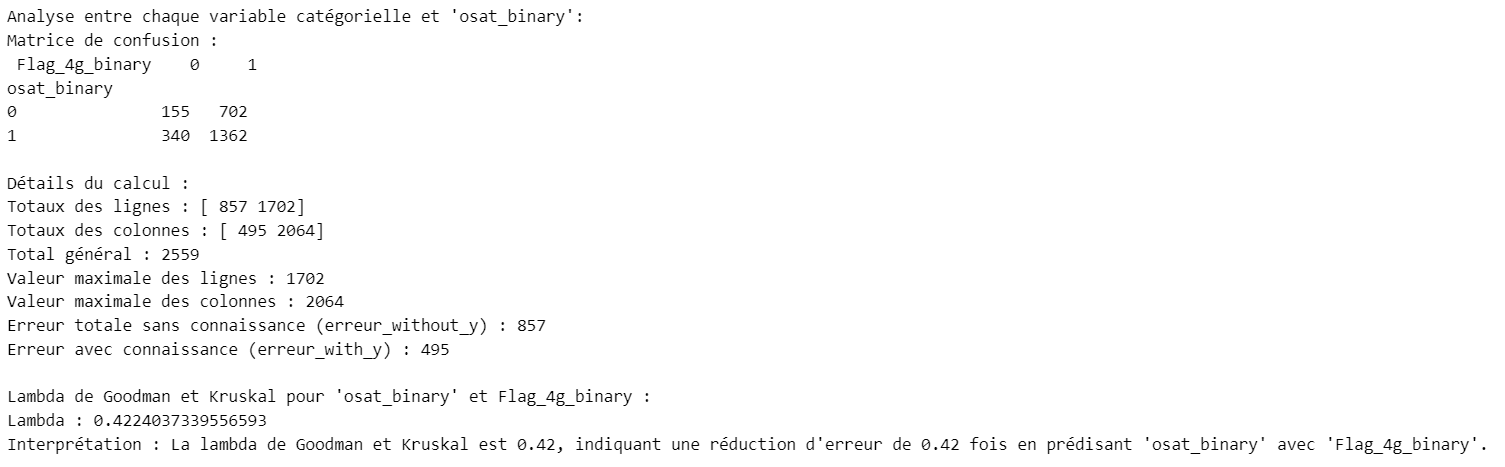 Analyse entre chaque variable catégorielle et 'osat_binary':
Matrice de confusion :
Flag_4g_binary 0 1
osat_binary
0 155 702
1 340 1362
Détails du calcul :
Totaux des lignes : [ 857 1702]
Totaux des colonnes : [ 495 2064]
Total général : 2559
Valeur maximale des lignes : 1702
Valeur maximale des colonnes : 2064
Erreur totale sans connaissance (erreur_without_y) : 857
Erreur avec connaissance (erreur_with_y) : 495
Lambda de Goodman et Kruskal pour 'osat_binary' et Flag_4g_binary :
Lambda : 0.4224037339556593
Interprétation : La lambda de Goodman et Kruskal est 0.42, indiquant une réduction d'erreur de 0.42 fois en prédisant 'osat_binary' avec 'Flag_4g_binary'.